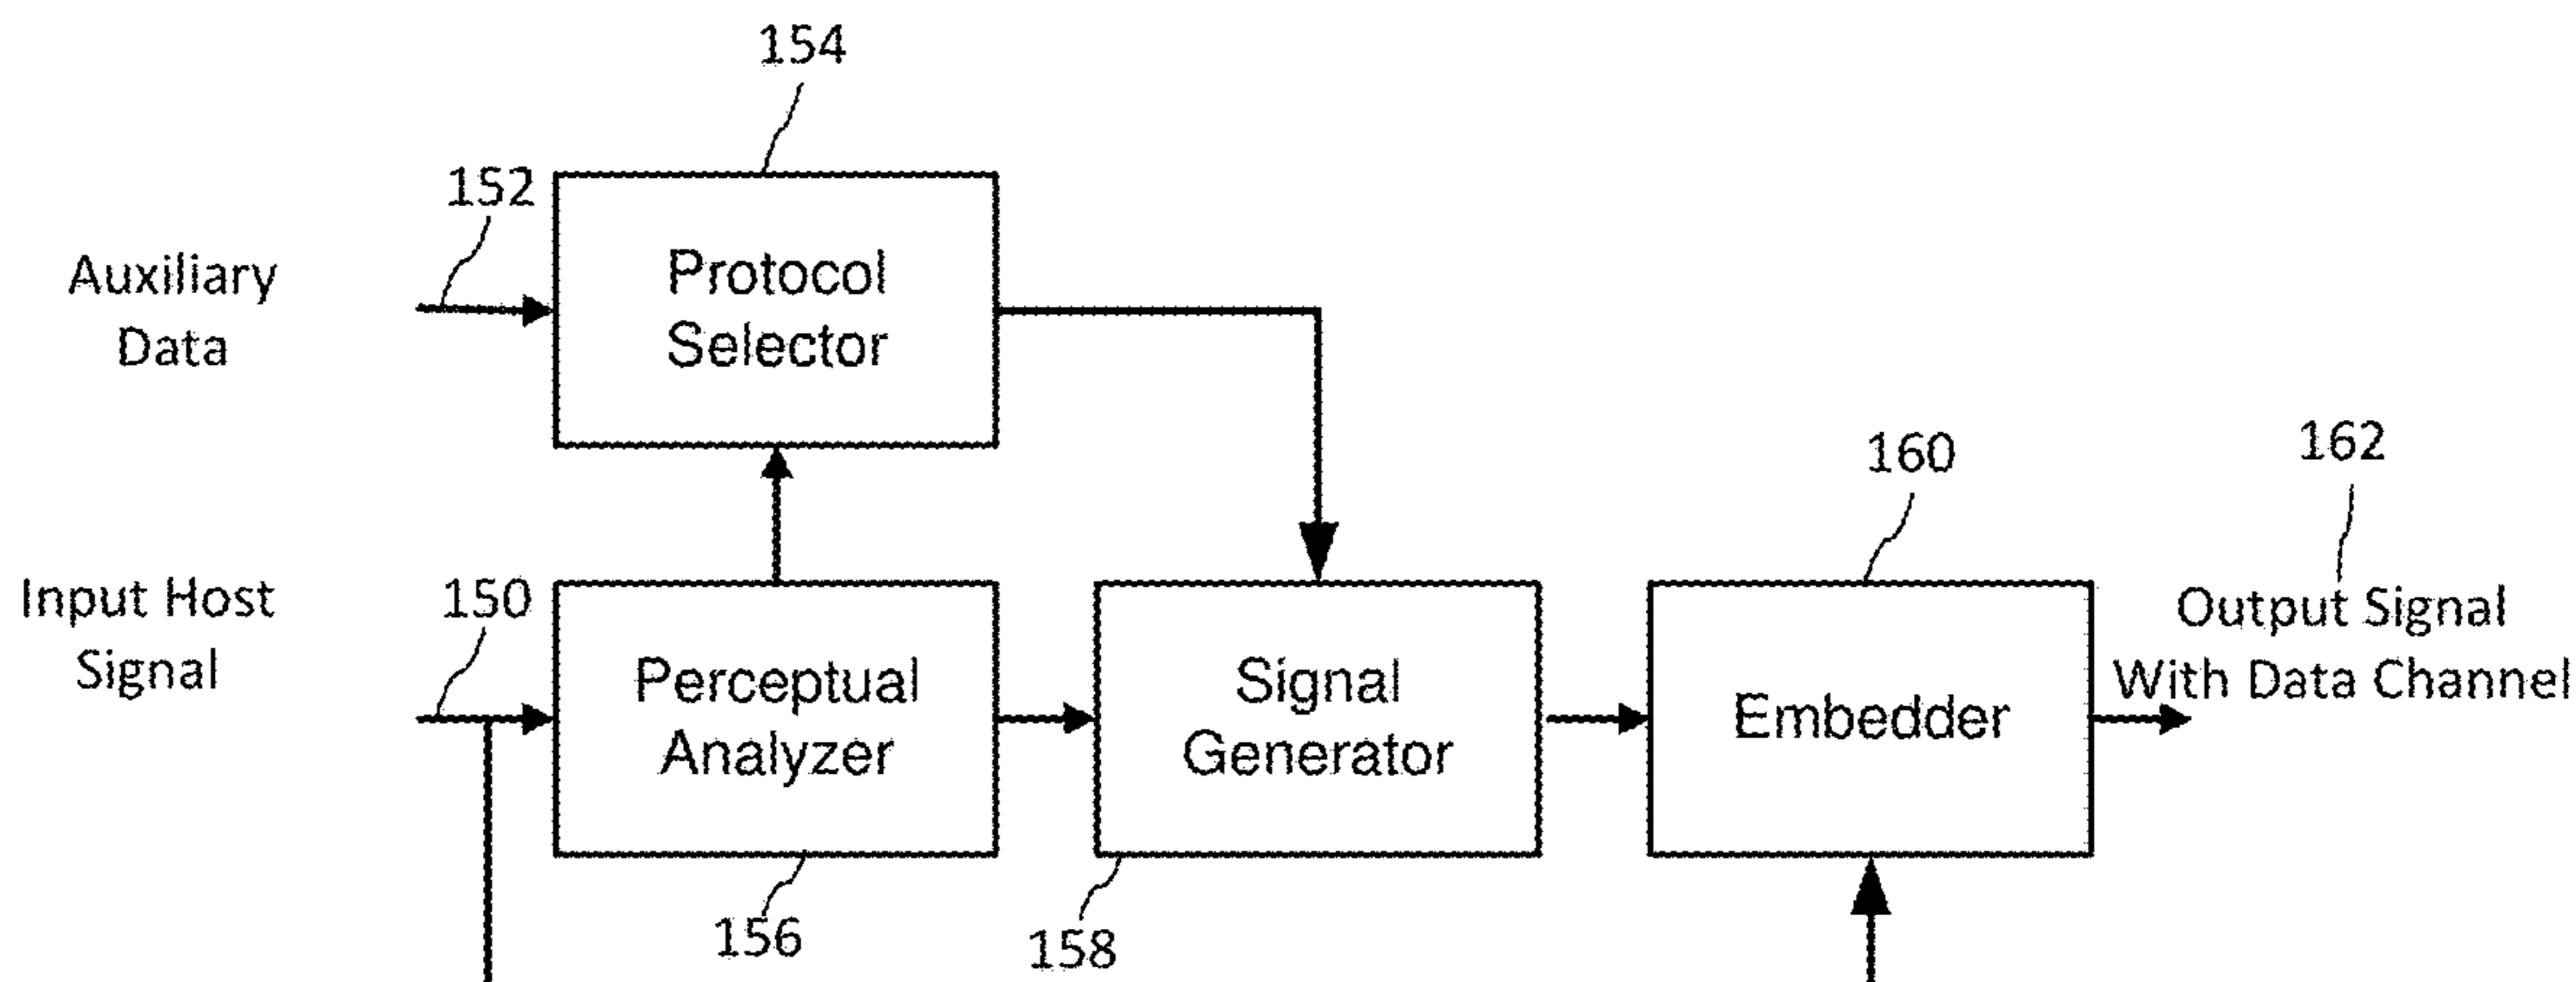 154
152
Auxiliary
Data
Protocol
Selector
160
162
Input Host
Signal
150
Perceptual
Analyzer
Signal
Generator
Embedder
Output Signal
With Data Channel
156
158